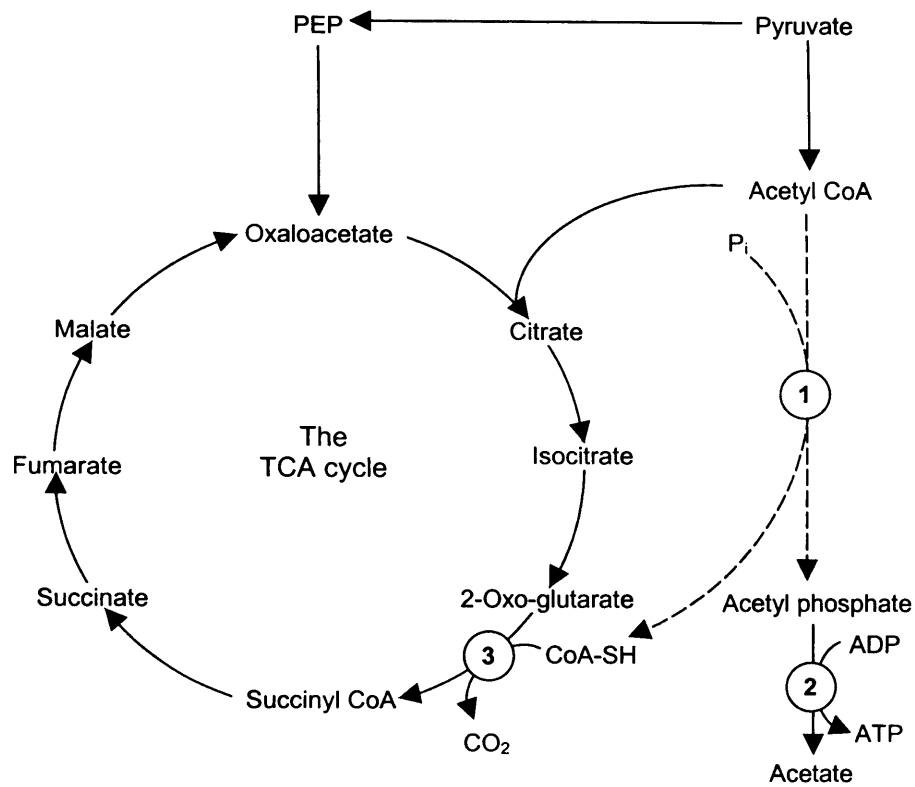 PEP
Pyruvate
Acetyl CoA
Oxaloacetate
Pi
Malate
Citrate
1
The
TCA cycle
Isocitrate
Fumarate
Succinate
2-Oxo-glutarate
Acetyl phosphate
3
CoA-SH
ADP
2
Succinyl CoA
CO2
ATP
Acetate